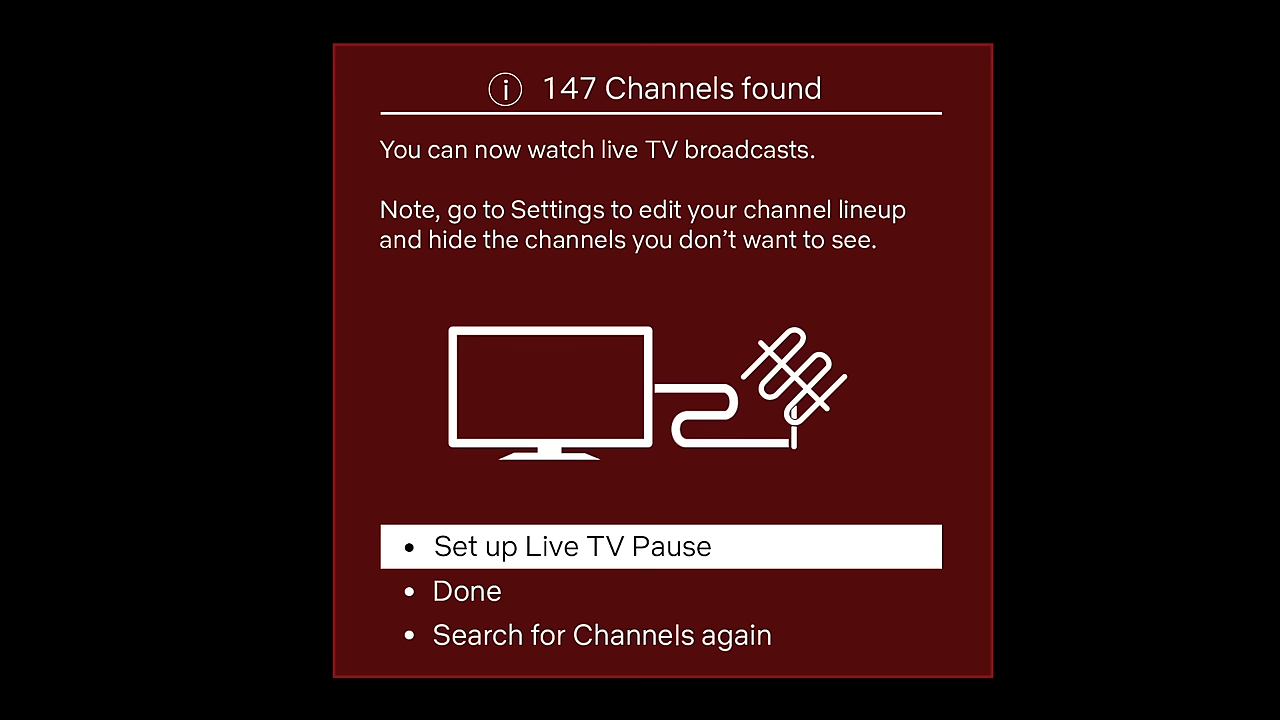 147 Channels found
You can now watch live TV broadcasts.
Note, go to Settings to edit your channel lineup
and hide the channels you don’t want to see.
• Set up Live TV Pause
• Done
• Search for Channels again